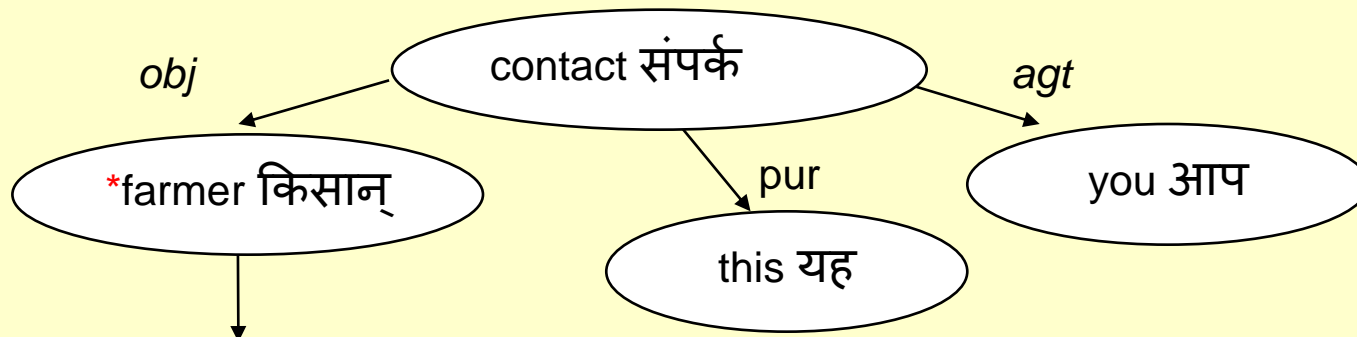 contact संपर्क
obj
agt
*farmer किसान्
pur
you आप
this यह